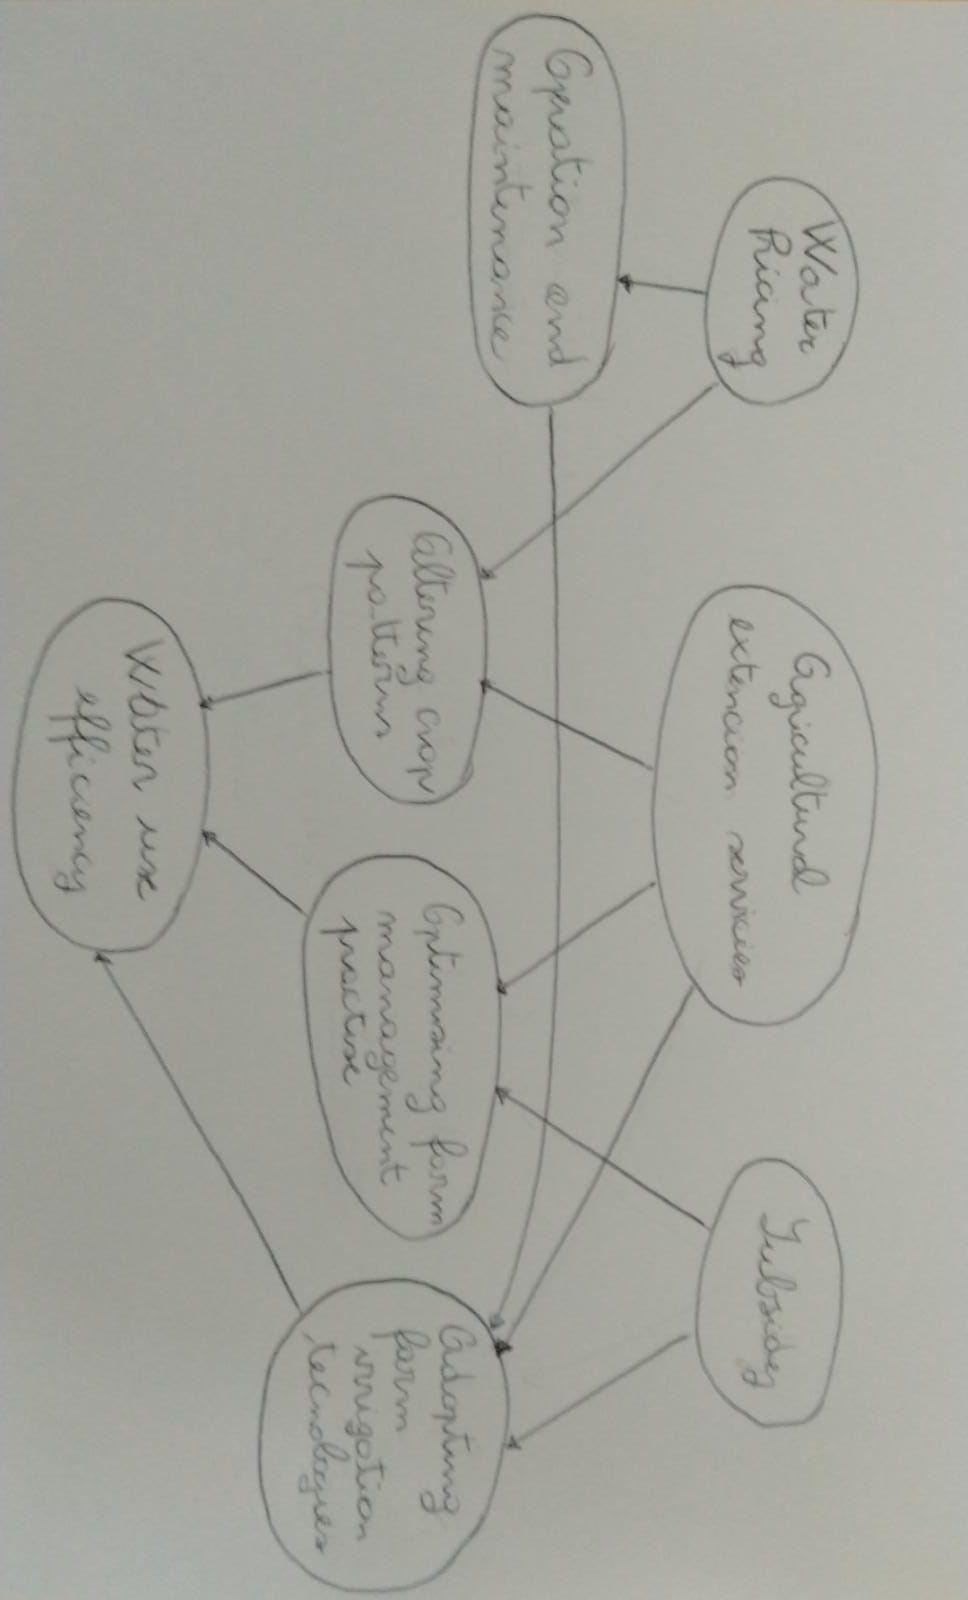 Water
Pricing
Agricultural
extencion servicies
Subsidey
Operation and
maintenance
Altering crop
patterns
Optimising farm
management
practise
Adopting
farm
irrigation
tecnologies
Water use
efficiency